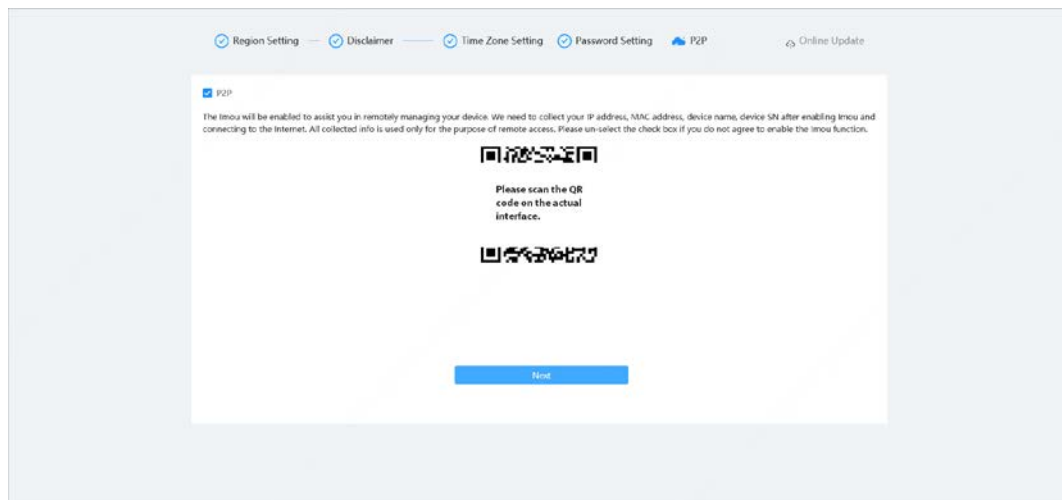 Region Setting Disclaimer Time Zone Setting Password Setting P2P Online Update
P2P
The Imou will be enabled to assist you in remotely managing your device. We need to collect your IP address, MAC address, device name, device SN after enabling Imou and
connecting to the Internet. All collected info is used only for the purpose of remote access. Please un-select the check box if you do not agree to enable the Imou function.
Please scan the QR
code on the actual
interface.
Next